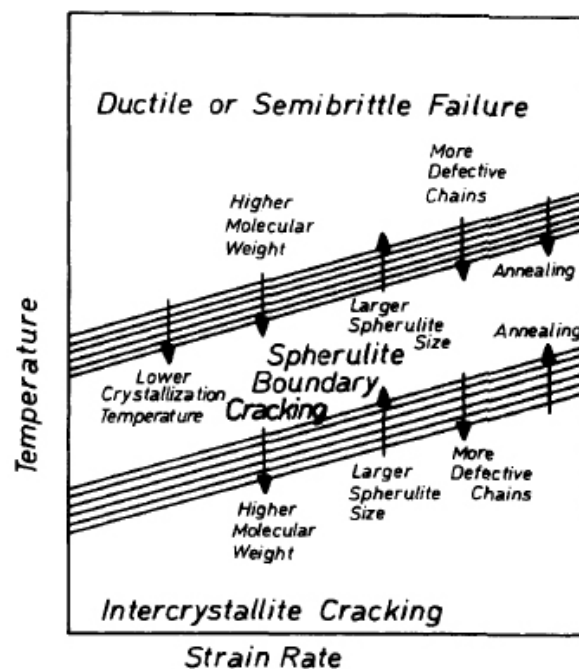 Ductile or Semibrittle Failure
More
Defective
Chains
Higher
Molecular
Weight
Annealing
Larger
Spherulite
Size
Annealing
Spherulite
Boundary
Cracking
Lower
Crystallization
Temperature
Temperature
Higher
Molecular
Weight
Larger
Spherulite
Size
More
Defective
Chains
Intercrystallite Cracking
Strain Rate